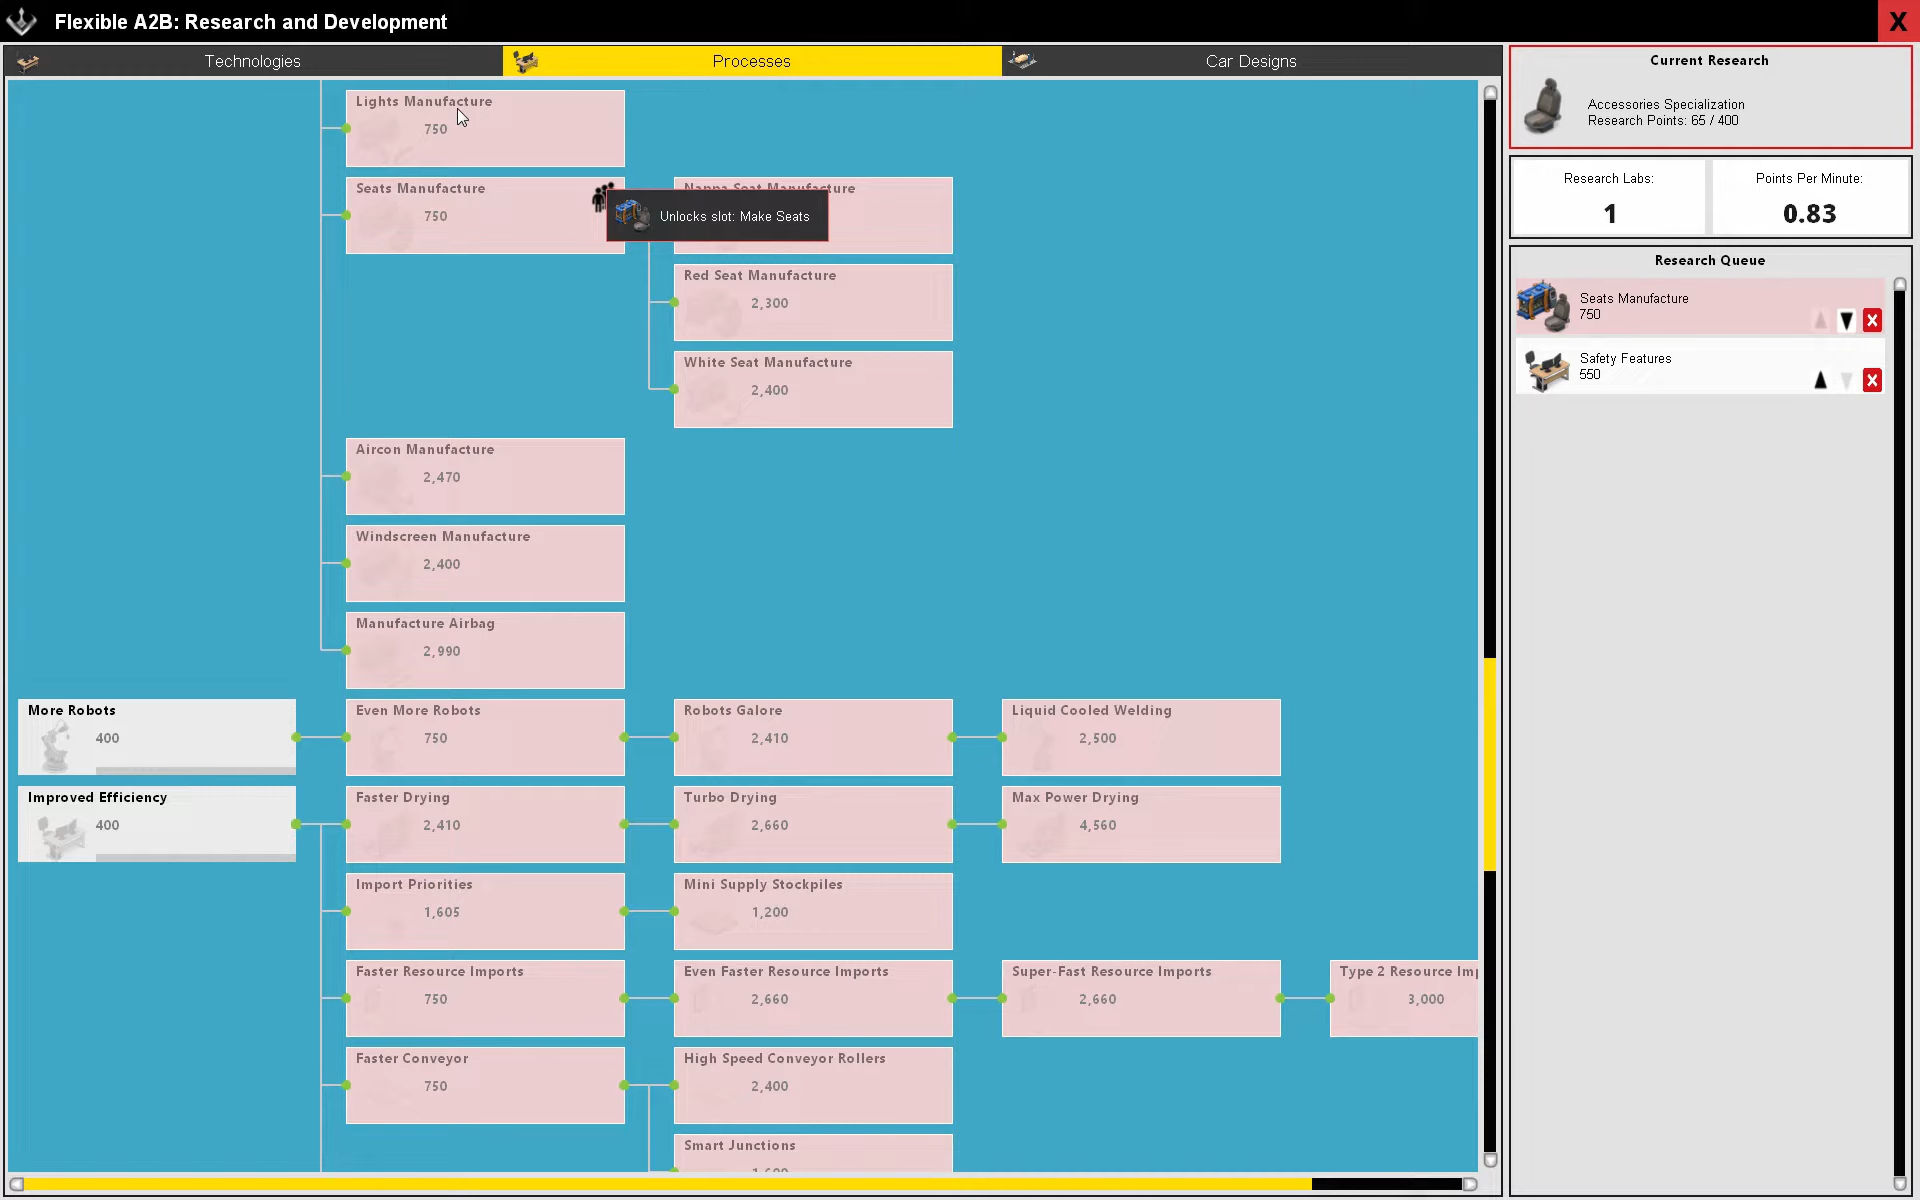 Flexible A2B: Research and Development
X
Technologies
Processes
Car Designs
Lights Manufacture
750
Seats Manufacture
750
Nappa Seat Manufacture
Unlocks slot: Make Seats
Red Seat Manufacture
2,300
White Seat Manufacture
2,400
Aircon Manufacture
2,470
Windscreen Manufacture
2,400
Manufacture Airbag
2,990
More Robots
400
Even More Robots
750
Robots Galore
2,410
Liquid Cooled Welding
2,500
Improved Efficiency
400
Faster Drying
2,410
Turbo Drying
2,660
Max Power Drying
4,560
Import Priorities
1,605
Mini Supply Stockpiles
1,200
Faster Resource Imports
750
Even Faster Resource Imports
2,660
Super-Fast Resource Imports
2,660
Type 2 Resource Imp
3,000
Faster Conveyor
750
High Speed Conveyor Rollers
2,400
Smart Junctions
Current Research
Accessories Specialization
Research Points: 65 / 400
Research Labs:
1
Points Per Minute:
0.83
Research Queue
Seats Manufacture
750
X
Safety Features
550
X